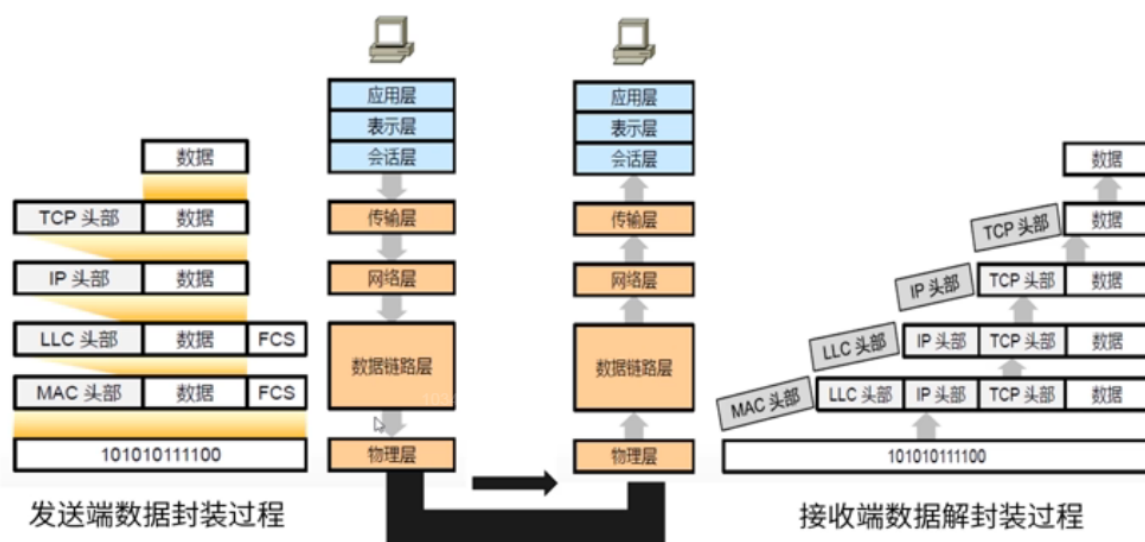 数据
TCP 头部 数据
IP 头部 数据
LLC 头部 数据 FCS
MAC 头部 数据 FCS
101010111100
发送端数据封装过程
应用层
表示层
会话层
传输层
网络层
数据链路层
物理层
应用层
表示层
会话层
传输层
网络层
数据链路层
物理层
数据
TCP 头部 数据
IP 头部 TCP 头部 数据
LLC 头部 IP 头部 TCP 头部 数据
MAC 头部 LLC 头部 IP 头部 TCP 头部 数据
101010111100
接收端数据解封装过程